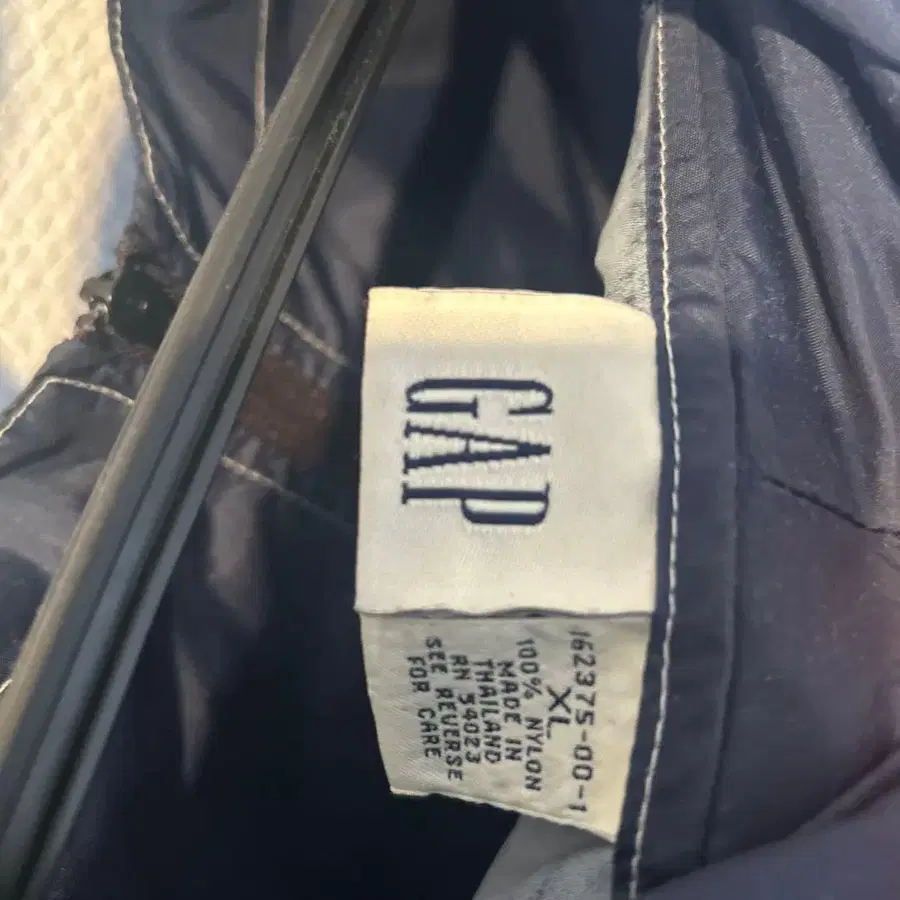 GAP
162375-00-1
XL
100% NYLON
MADE IN
THAILAND
RN 54023
SEE REVERSE
FOR CARE